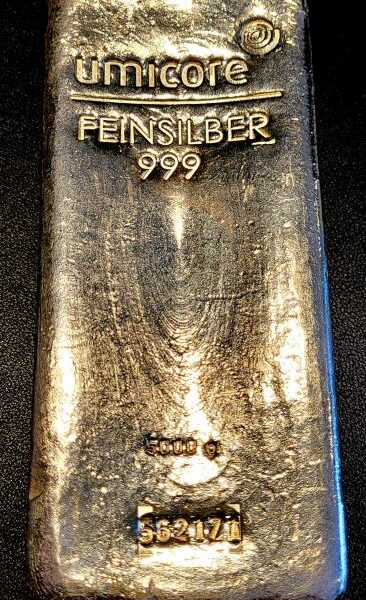 umicore
FEINSILBER
999
5000 g
562171